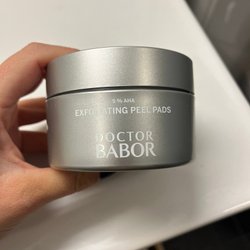 5 % AHA
EXFOLIATING PEEL PADS
DOCTOR
BABOR